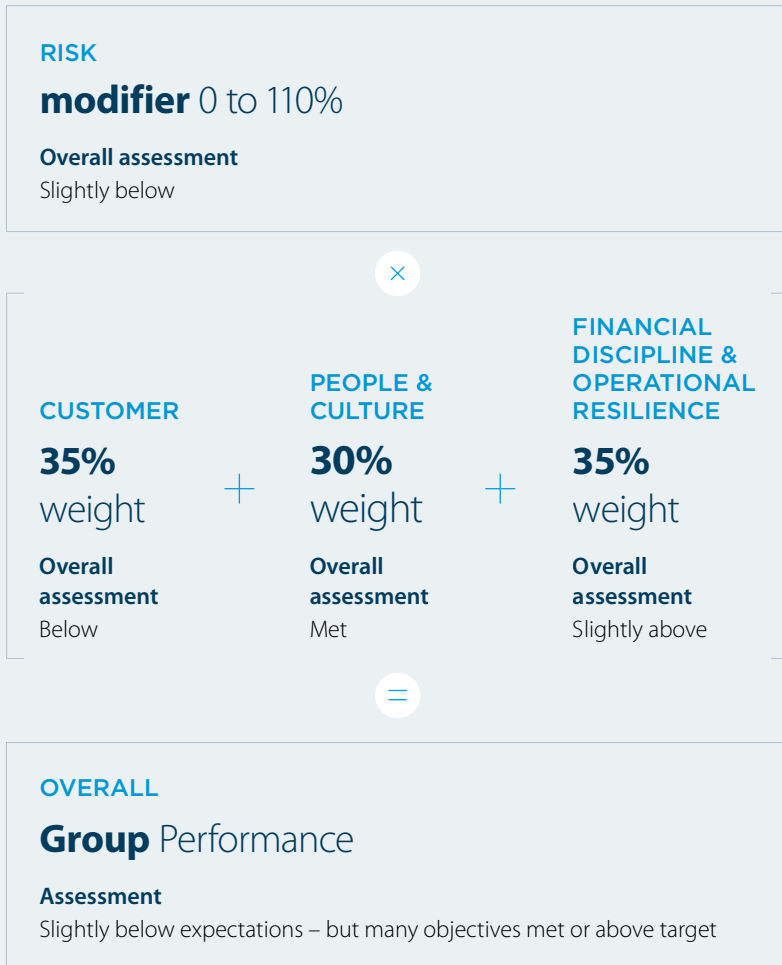 RISK
modifier 0 to 110%
Overall assessment
Slightly below
×
CUSTOMER
35%
weight
Overall
assessment
Below
+
PEOPLE &
CULTURE
30%
weight
Overall
assessment
Met
+
FINANCIAL
DISCIPLINE &
OPERATIONAL
RESILIENCE
35%
weight
Overall
assessment
Slightly above
=
OVERALL
Group Performance
Assessment
Slightly below expectations – but many objectives met or above target